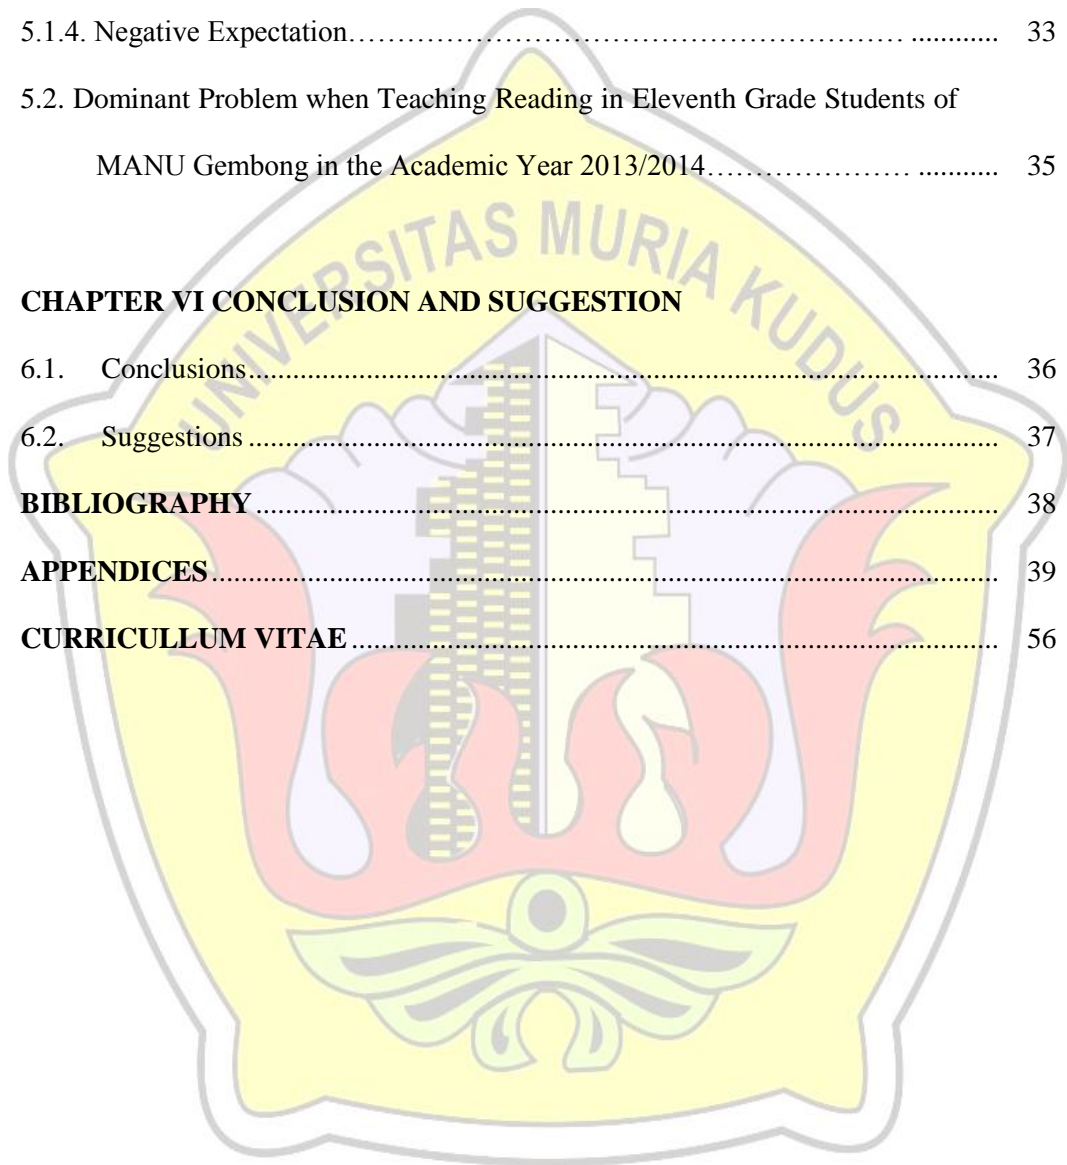 5.1.4. Negative Expectation………………………………………………… ............ 33
5.2. Dominant Problem when Teaching Reading in Eleventh Grade Students of
MANU Gembong in the Academic Year 2013/2014………………… ........... 35
UNIVERSITAS MURIA KUDUS
CHAPTER VI CONCLUSION AND SUGGESTION
6.1. Conclusions.................................................................................................... 36
6.2. Suggestions .................................................................................................... 37
BIBLIOGRAPHY .................................................................................................... 38
APPENDICES.......................................................................................................... 39
CURRICULLUM VITAE ....................................................................................... 56